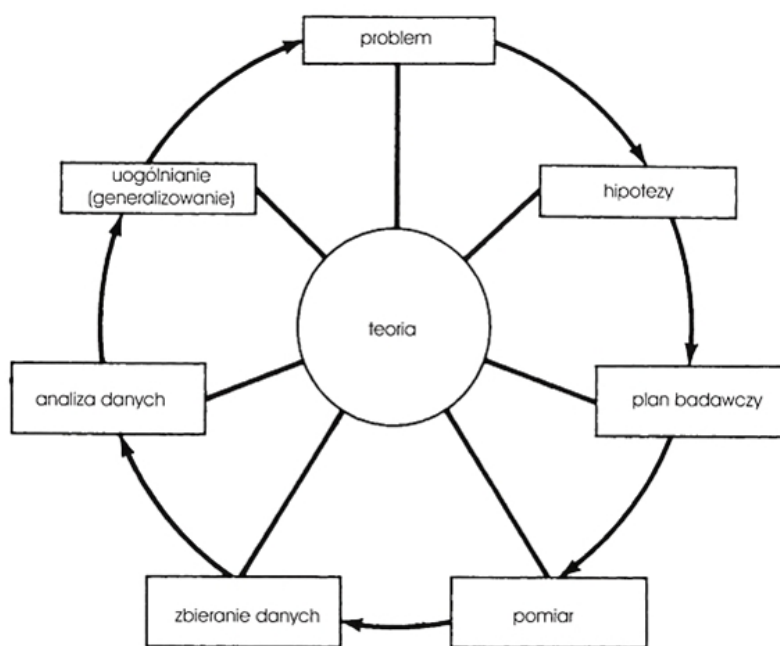 problem
hipotezy
plan badawczy
pomiar
zbieranie danych
analiza danych
uogólnianie
(generalizowanie)
teoria